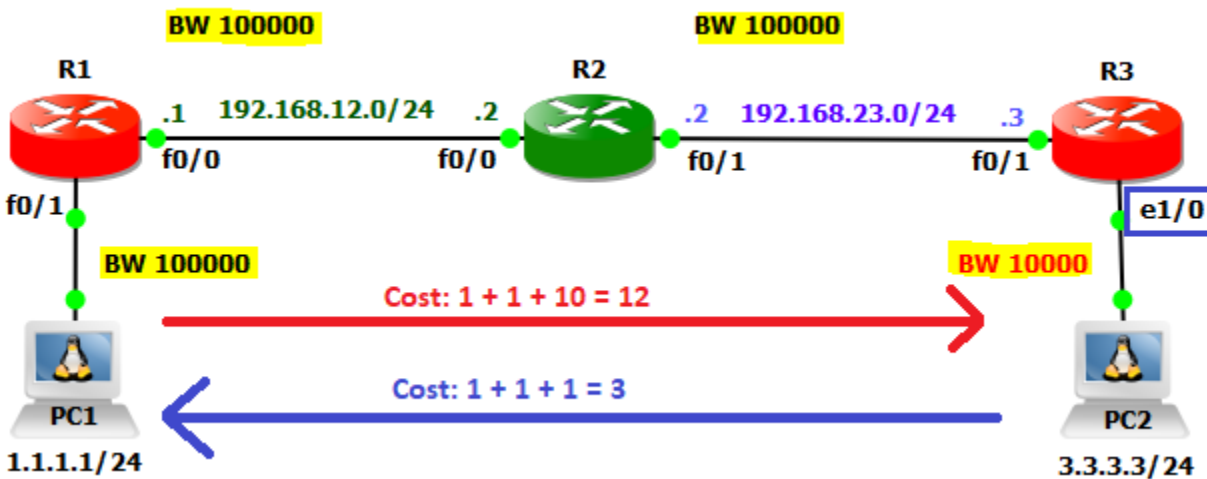 BW 100000
BW 100000
R1
R2
R3
.1
192.168.12.0/24
.2
.2
192.168.23.0/24
.3
f0/0
f0/0
f0/1
f0/1
f0/1
e1/0
BW 100000
BW 10000
Cost: 1 + 1 + 10 = 12
Cost: 1 + 1 + 1 = 3
PC1
PC2
1.1.1.1/24
3.3.3.3/24